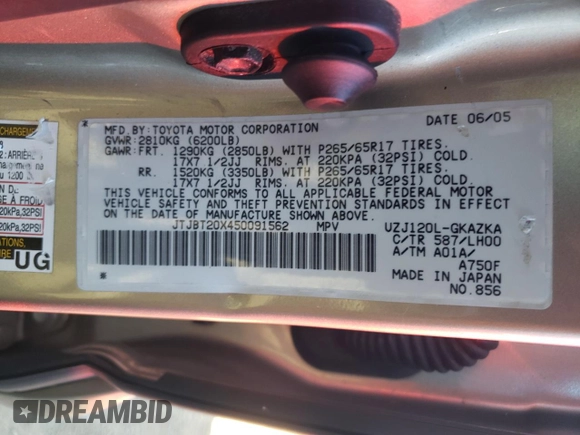 MFD.BY:TOYOTA MOTOR CORPORATION DATE 06/05
GVWR:2810KG (6200LB)
GAWR:FRT. 1290KG (2850LB) WITH P265/65R17 TIRES.
17X7 1/2JJ RIMS. AT 220KPA (32PSI) COLD.
RR. 1520KG (3350LB) WITH P265/65R17 TIRES.
17X7 1/2JJ RIMS. AT 220KPA (32PSI) COLD.
THIS VEHICLE CONFORMS TO ALL APPLICABLE FEDERAL MOTOR
VEHICLE SAFETY AND THEFT PREVENTION STANDARDS IN EFFECT
ON THE DATE OF MANUFACTURE SHOWN ABOVE.
JTJBT20X450091562 MPV UZJ120L-GKAZKA
C/TR 587/LH00
A/TM A01A/
A750F
MADE IN JAPAN
NO.856
UG
DREAMBID